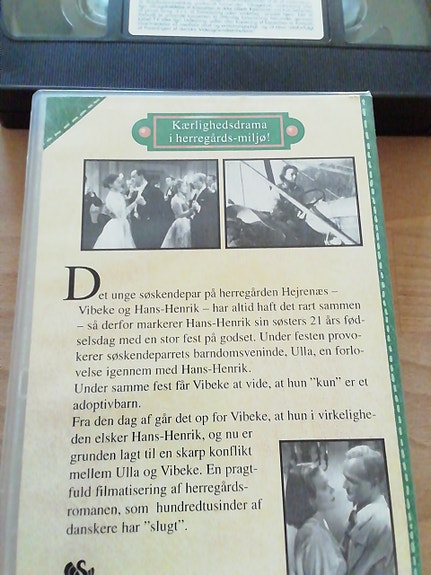 Kærlighedsdrama
i herregårds-miljø!
Det unge søskendepar på herregården Hejrenæs –
Vibeke og Hans-Henrik – har altid haft det rart sammen
– så derfor markerer Hans-Henrik sin søsters 21 års fød-
selsdag med en stor fest på godset. Under festen provo-
kerer søskendeparrets barndomsveninde, Ulla, en forlo-
velse igennem med Hans-Henrik.
Under samme fest får Vibeke at vide, at hun "kun" er et
adoptivbarn.
Fra den dag af går det op for Vibeke, at hun i virkelighe-
den elsker Hans-Henrik, og nu er
grunden lagt til en skarp konflikt
mellem Ulla og Vibeke. En pragt-
fuld filmatisering af herregårds-
romanen, som hundredtusinder af
danskere har "slugt".